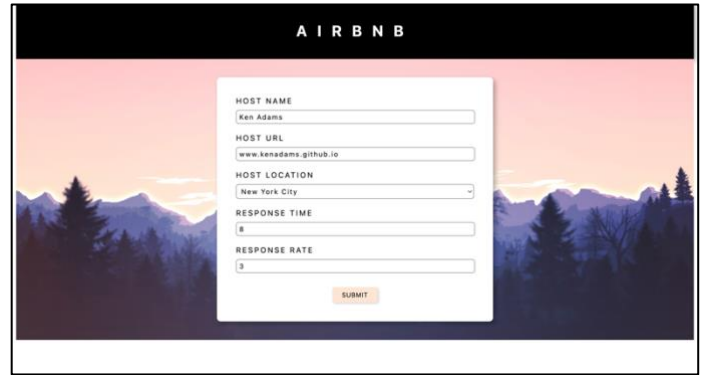 AIRBNB
HOST NAME
Ken Adams
HOST URL
www.kenadams.github.io
HOST LOCATION
New York City
RESPONSE TIME
8
RESPONSE RATE
3
SUBMIT